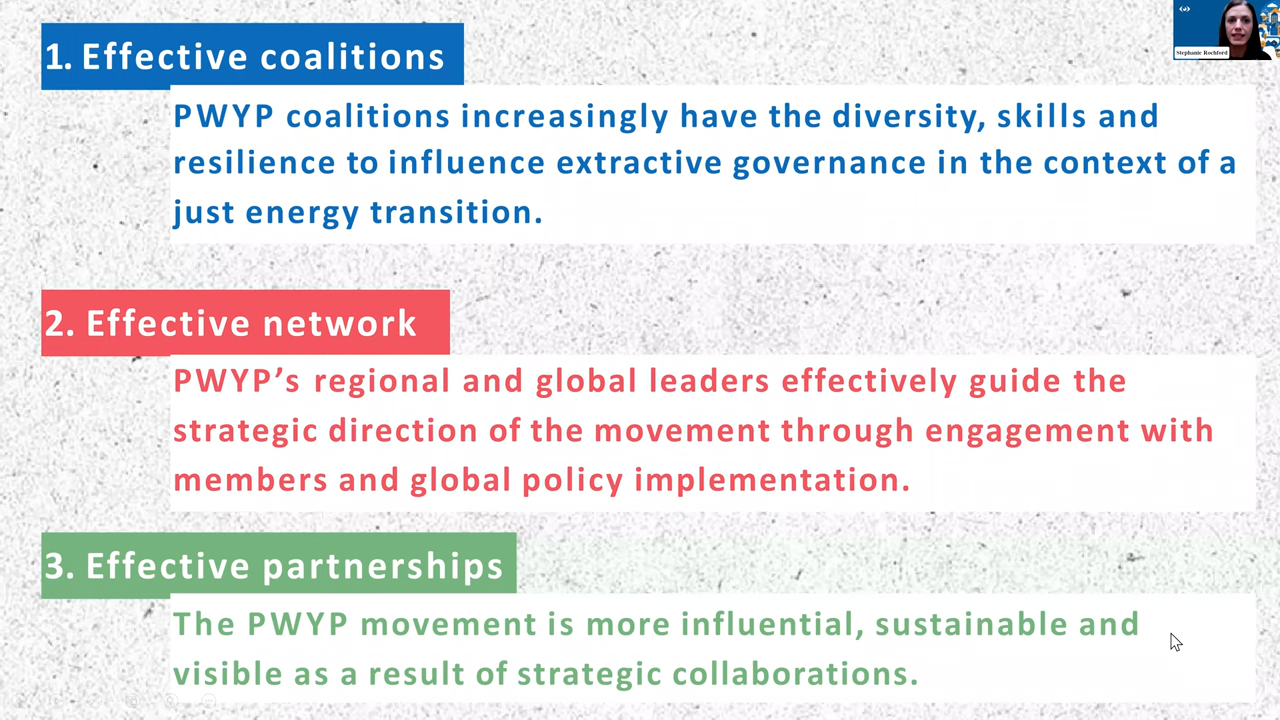 1. Effective coalitions
PWYP coalitions increasingly have the diversity, skills and
resilience to influence extractive governance in the context of a
just energy transition.
2. Effective network
PWYP’s regional and global leaders effectively guide the
strategic direction of the movement through engagement with
members and global policy implementation.
3. Effective partnerships
The PWYP movement is more influential, sustainable and
visible as a result of strategic collaborations.
Stephanie Rochford